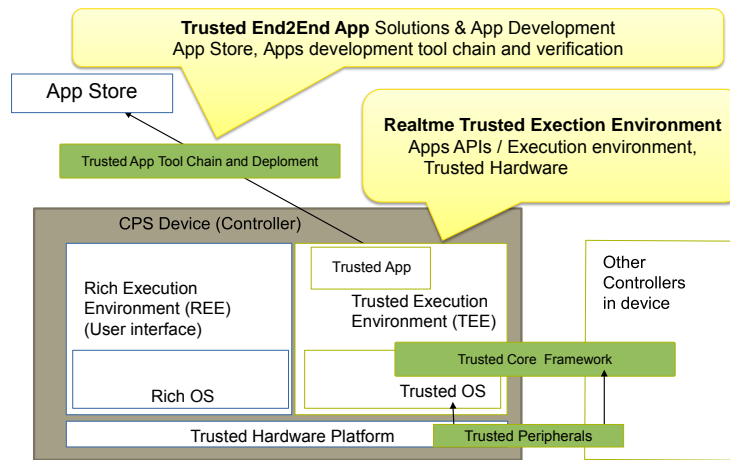 Trusted End2End App Solutions & App Development
App Store, Apps development tool chain and verification
App Store
Realtme Trusted Exection Environment
Apps APIs / Execution environment,
Trusted Hardware
Trusted App Tool Chain and Deploment
CPS Device (Controller)
Trusted App
Rich Execution
Environment (REE)
(User interface)
Trusted Execution
Environment (TEE)
Other
Controllers
in device
Trusted Core Framework
Rich OS
Trusted OS
Trusted Hardware Platform
Trusted Peripherals